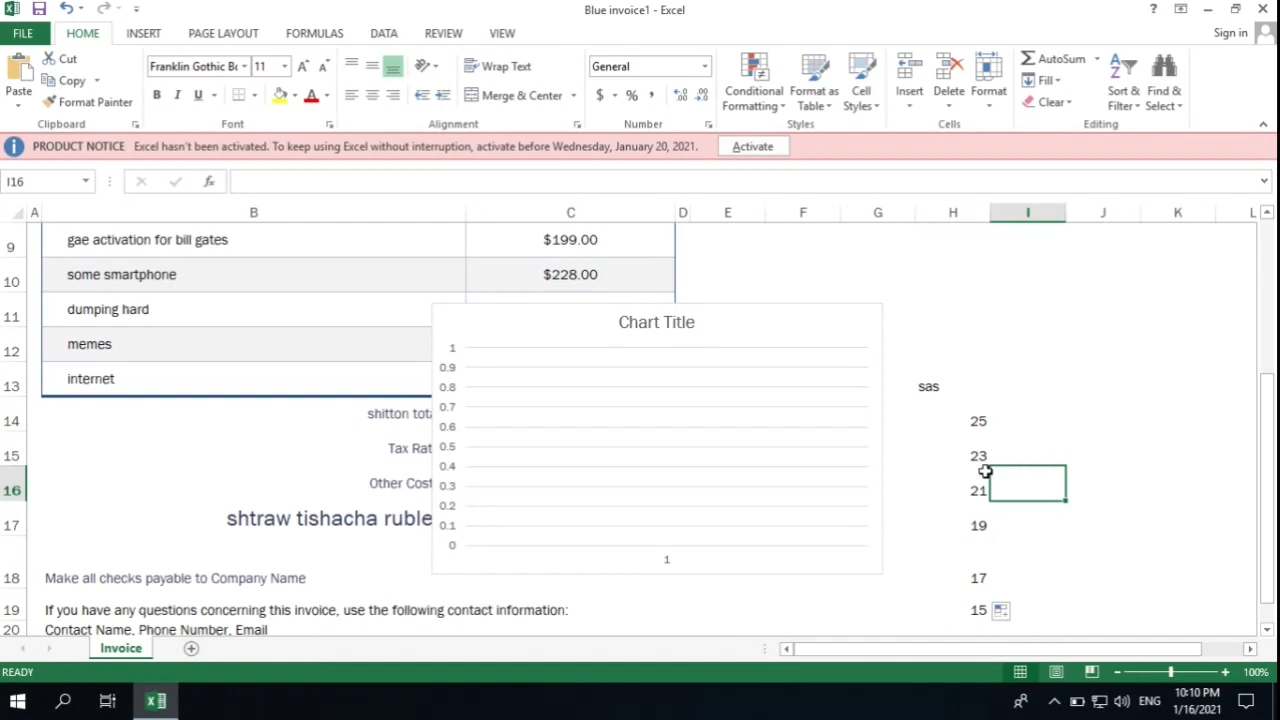 Blue invoice1 - Excel
?
Sign in
FILE HOME INSERT PAGE LAYOUT FORMULAS DATA REVIEW VIEW
Cut
Copy
Format Painter
Paste
Clipboard
Franklin Gothic B 11
B I U
Font
Wrap Text
Merge & Center
Alignment
General
$ % ,
Number
Conditional Formatting
Format as Table
Cell Styles
Styles
Insert Delete Format
Cells
AutoSum
Fill
Clear
Sort & Filter
Find & Select
Editing
PRODUCT NOTICE Excel hasn't been activated. To keep using Excel without interruption, activate before Wednesday, January 20, 2021. Activate
I16 fx
A B C D E F G H I J K L
9 gae activation for bill gates $199.00
10 some smartphone $228.00
11 dumping hard
12 memes
13 internet sas
14 shitton tota 25
15 Tax Rat 23
16 Other Cost 21
17 shtraw tishacha ruble 19
18 Make all checks payable to Company Name 17
19 If you have any questions concerning this invoice, use the following contact information: 15
20 Contact Name, Phone Number, Email
Chart Title
1
0.9
0.8
0.7
0.6
0.5
0.4
0.3
0.2
0.1
0
1
Invoice
READY 100%
ENG 10:10 PM
1/16/2021